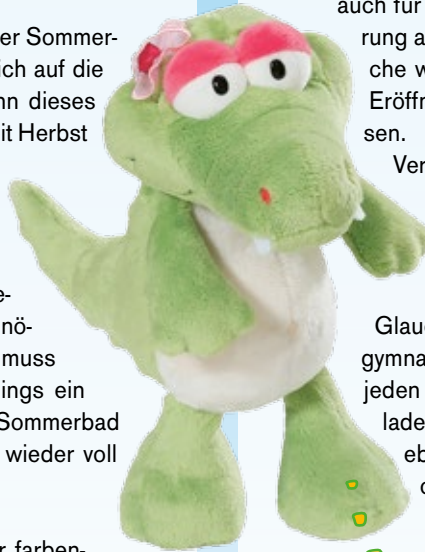 er Sommer-
ich auf die
nn dieses
it Herbst
e-
nö-
muss
ings ein
Sommerbad
wieder voll
r farben-
auch für
rung a
che w
Eröffn
sen.
Ver
Glauc
gymna
jeden
lade
eb